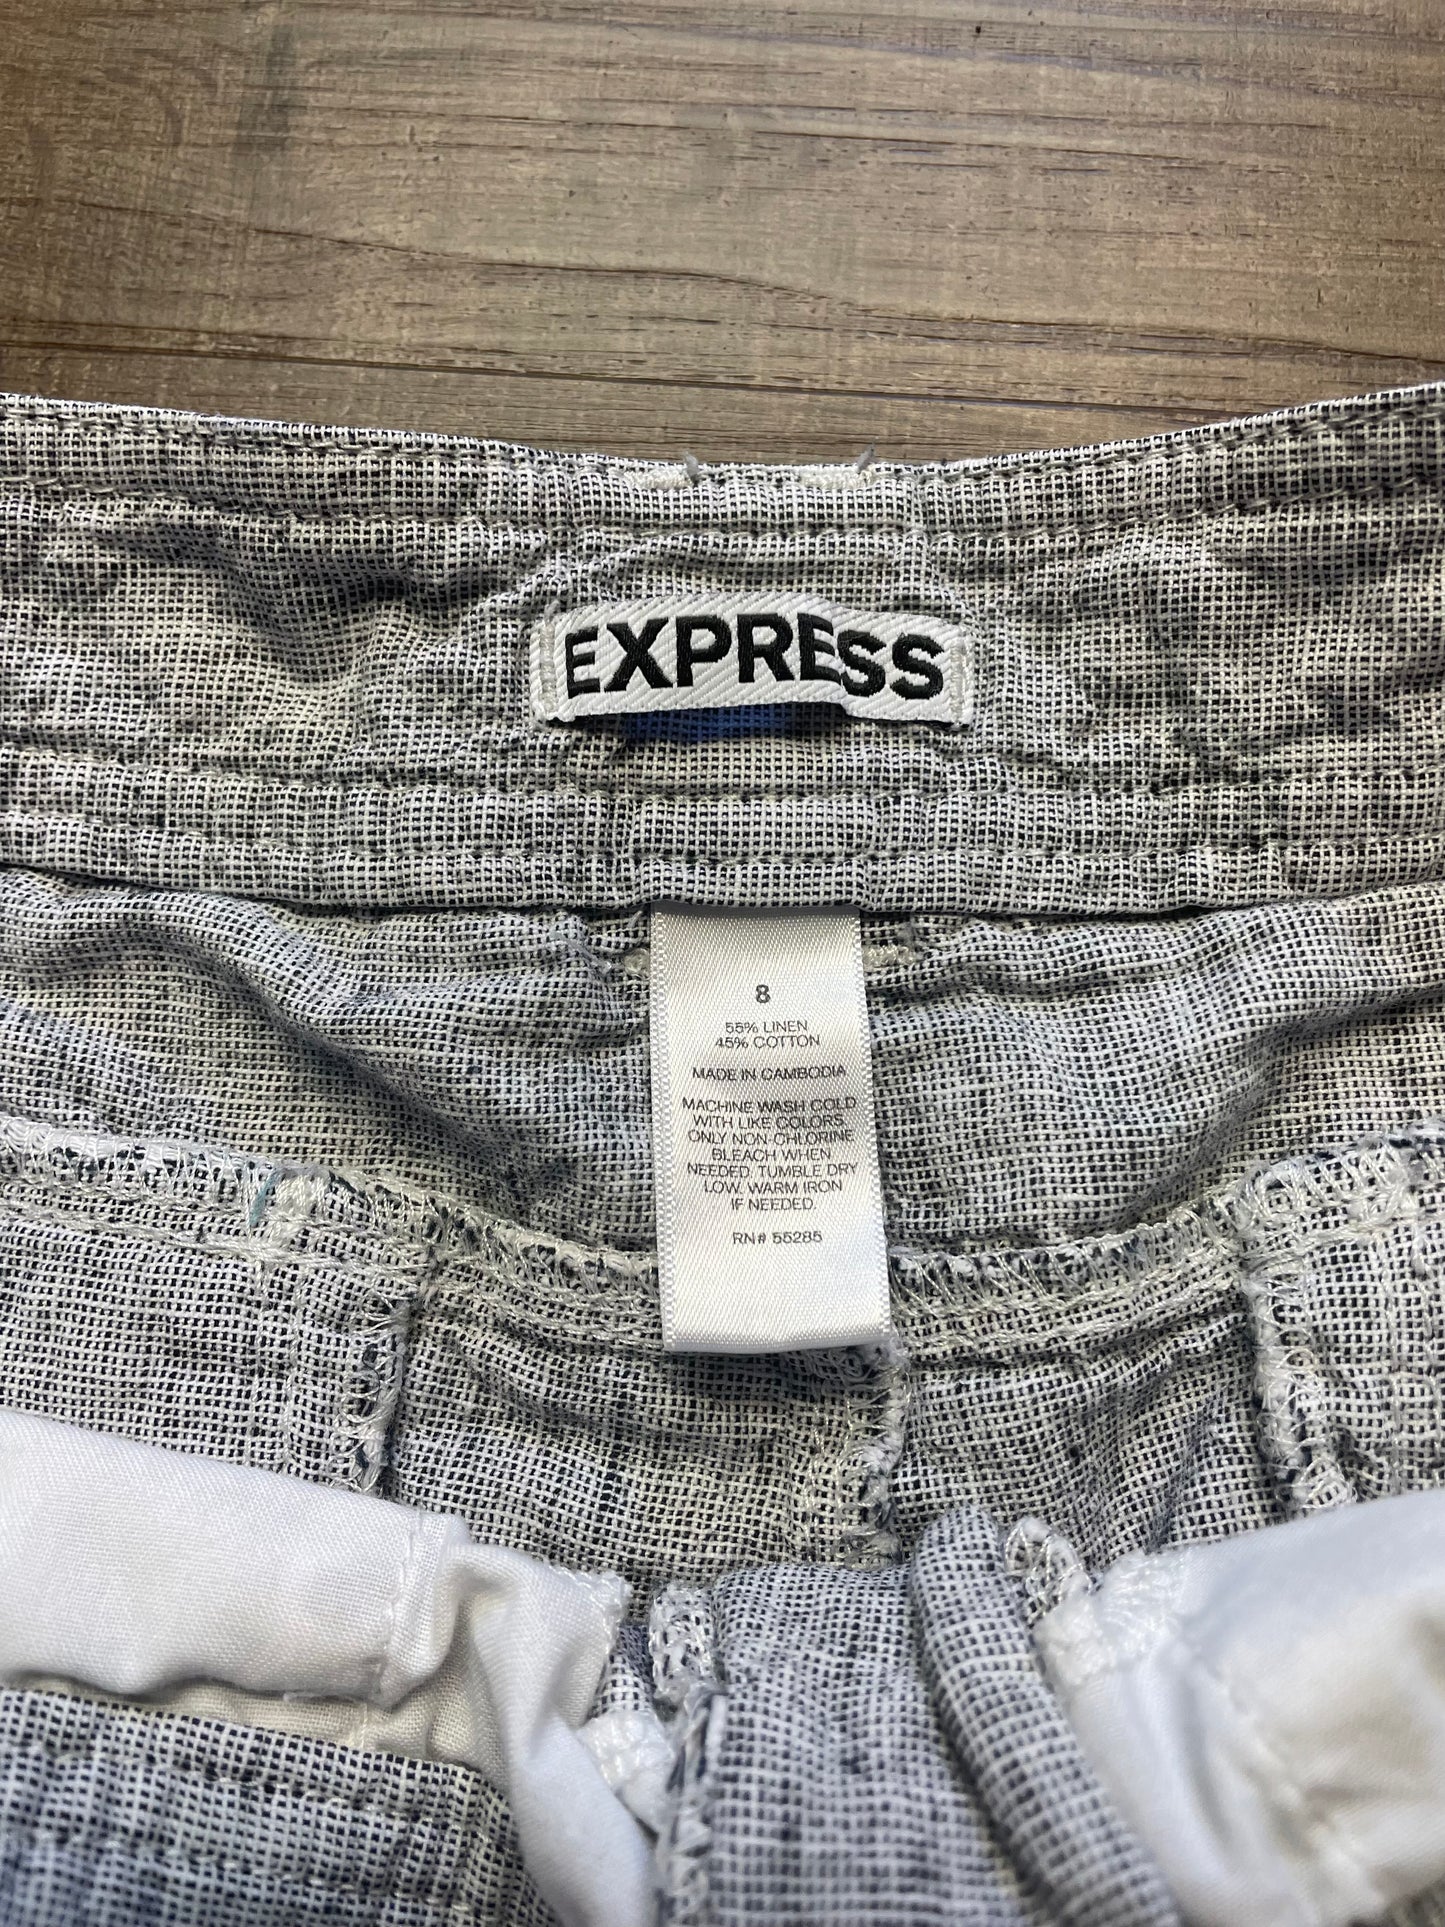 EXPRESS
8
55% LINEN
45% COTTON
MADE IN CAMBODIA
MACHINE WASH COLD
WITH LIKE COLORS.
ONLY NON-CHLORINE
BLEACH WHEN
NEEDED. TUMBLE DRY
LOW. WARM IRON
IF NEEDED.
RN# 55285